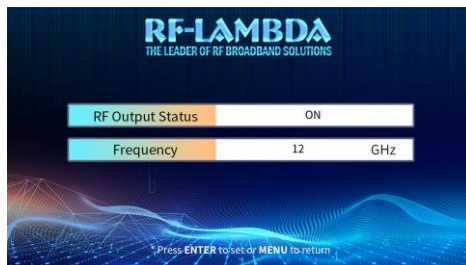 RF-LAMBDA
THE LEADER OF RF BROADBAND SOLUTIONS
RF Output Status ON
Frequency 12 GHz
* Press ENTER to set or MENU to return